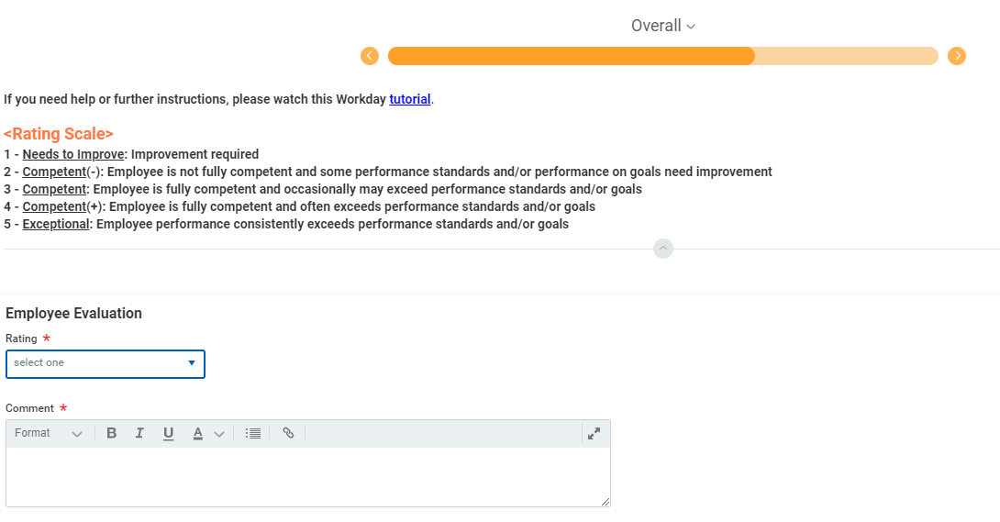 Overall
If you need help or further instructions, please watch this Workday tutorial.
<Rating Scale>
1 - Needs to Improve: Improvement required
2 - Competent(-): Employee is not fully competent and some performance standards and/or performance on goals need improvement
3 - Competent: Employee is fully competent and occasionally may exceed performance standards and/or goals
4 - Competent(+): Employee is fully competent and often exceeds performance standards and/or goals
5 - Exceptional: Employee performance consistently exceeds performance standards and/or goals
Employee Evaluation
Rating *
select one
Comment *
Format B I U A